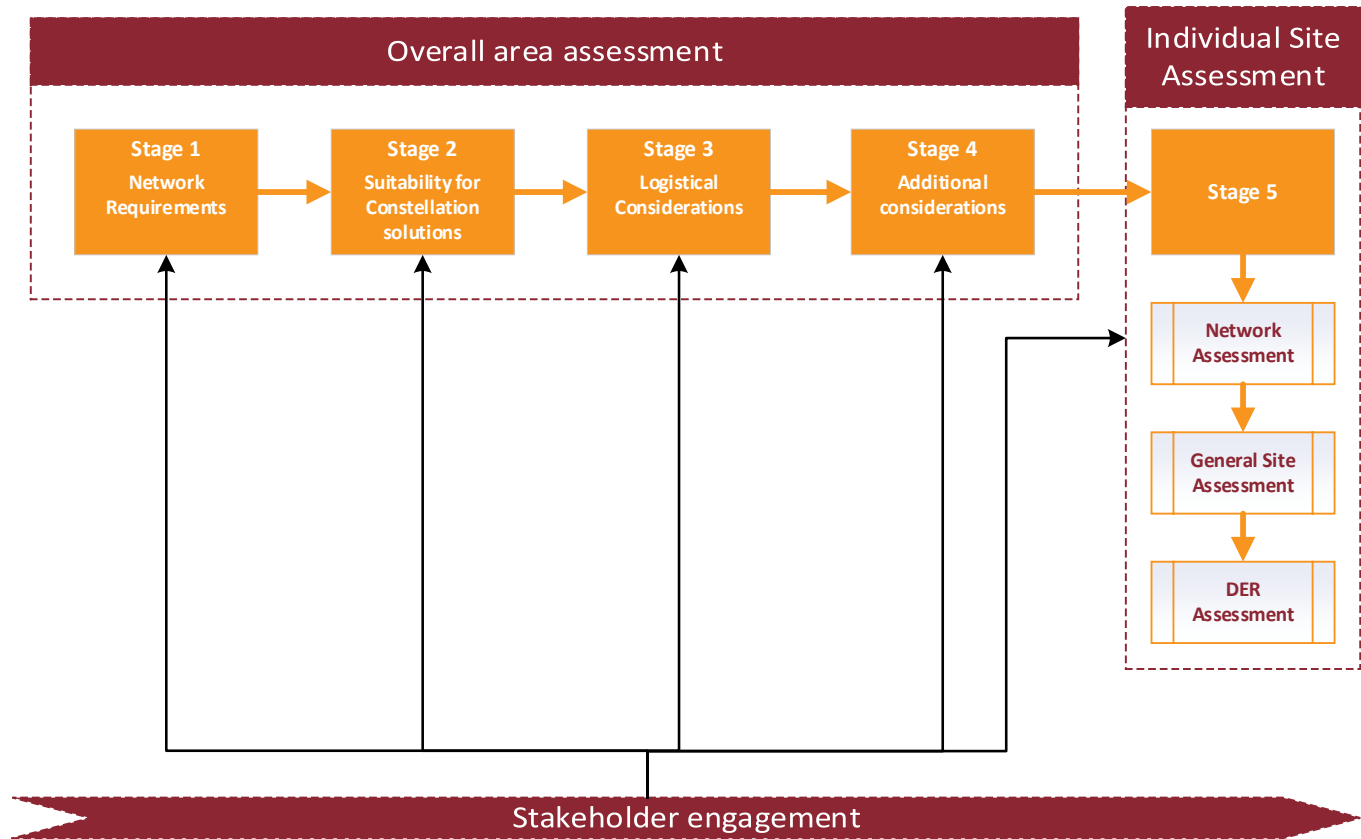 Overall area assessment
Individual Site
Assessment
Stage 1
Network
Requirements
Stage 2
Suitability for
Constellation
solutions
Stage 3
Logistical
Considerations
Stage 4
Additional
considerations
Stage 5
Network
Assessment
General Site
Assessment
DER
Assessment
Stakeholder engagement